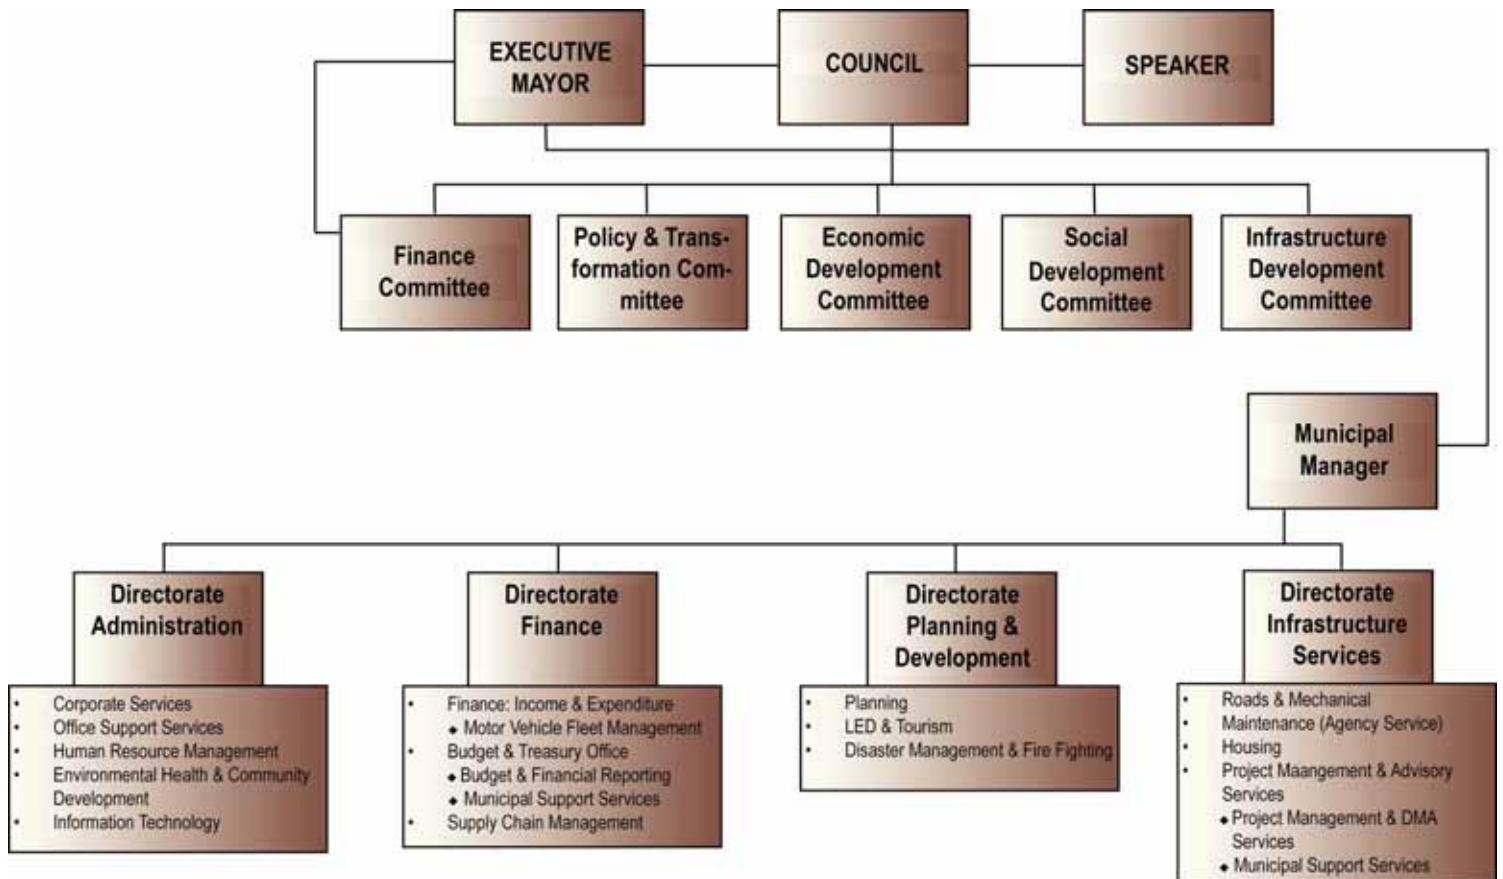 EXECUTIVE
MAYOR
COUNCIL
SPEAKER
Finance
Committee
Policy & Trans-
formation Com-
mittee
Economic
Development
Committee
Social
Development
Committee
Infrastructure
Development
Committee
Municipal
Manager
Directorate
Administration
• Corporate Services
• Office Support Services
• Human Resource Management
• Environmental Health & Community
Development
• Information Technology
Directorate
Finance
• Finance: Income & Expenditure
◆ Motor Vehicle Fleet Management
• Budget & Treasury Office
◆ Budget & Financial Reporting
◆ Municipal Support Services
• Supply Chain Management
Directorate
Planning &
Development
• Planning
• LED & Tourism
• Disaster Management & Fire Fighting
Directorate
Infrastructure
Services
• Roads & Mechanical
• Maintenance (Agency Service)
• Housing
• Project Maangement & Advisory
Services
◆ Project Management & DMA
Services
◆ Municipal Support Services